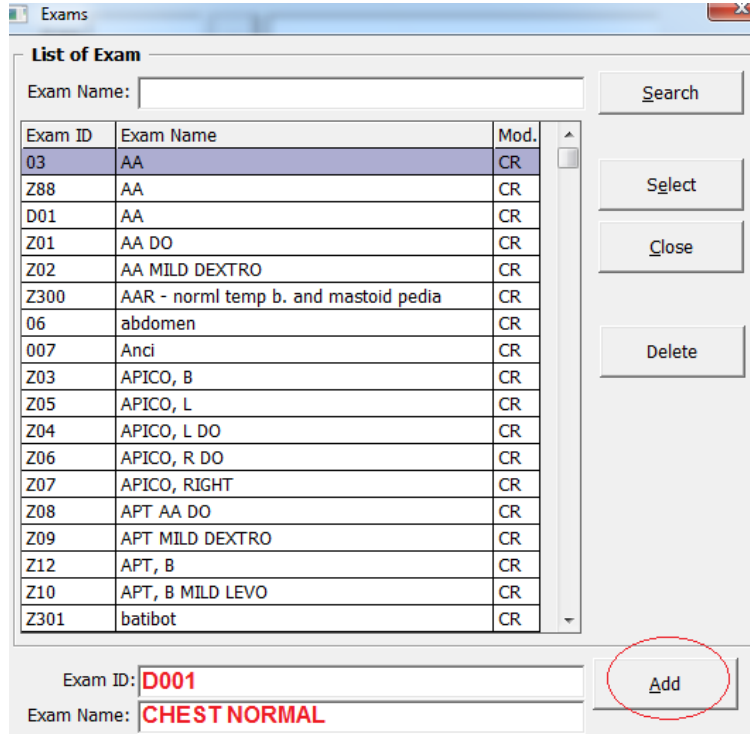 Exams
List of Exam
Exam Name:
Search
Exam ID Exam Name Mod.
03 AA CR
Z88 AA CR
Select
D01 AA CR
Z01 AA DO CR
Close
Z02 AA MILD DEXTRO CR
Z300 AAR - norml temp b. and mastoid pedia CR
06 abdomen CR
007 Anci CR
Delete
Z03 APICO, B CR
Z05 APICO, L CR
Z04 APICO, L DO CR
Z06 APICO, R DO CR
Z07 APICO, RIGHT CR
Z08 APT AA DO CR
Z09 APT MILD DEXTRO CR
Z12 APT, B CR
Z10 APT, B MILD LEVO CR
Z301 batibot CR
Exam ID: D001
Add
Exam Name: CHEST NORMAL